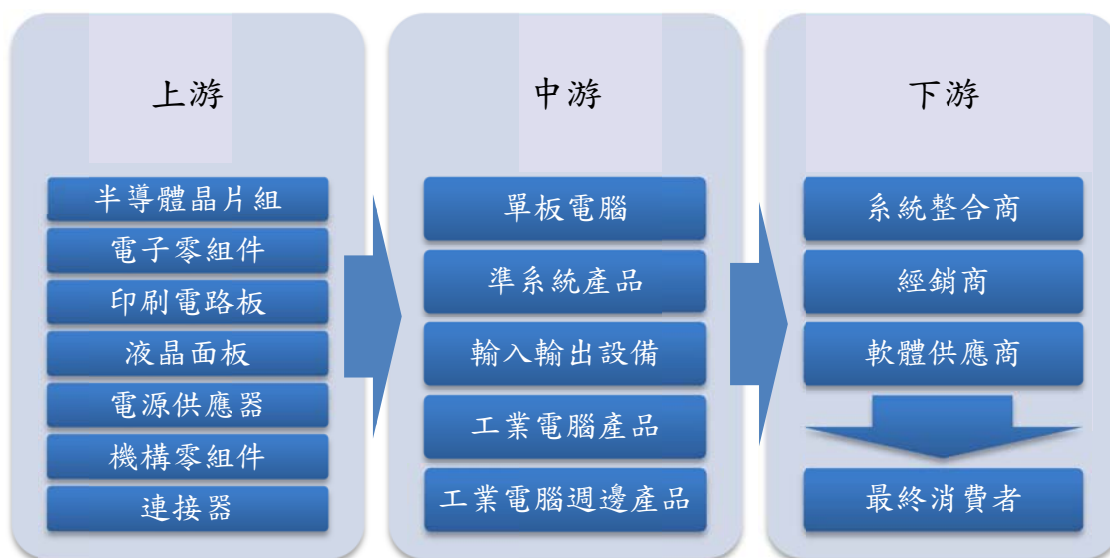 上游
半導體晶片組
電子零組件
印刷電路板
液晶面板
電源供應器
機構零組件
連接器
中游
單板電腦
準系統產品
輸入輸出設備
工業電腦產品
工業電腦週邊產品
下游
系統整合商
經銷商
軟體供應商
最終消費者